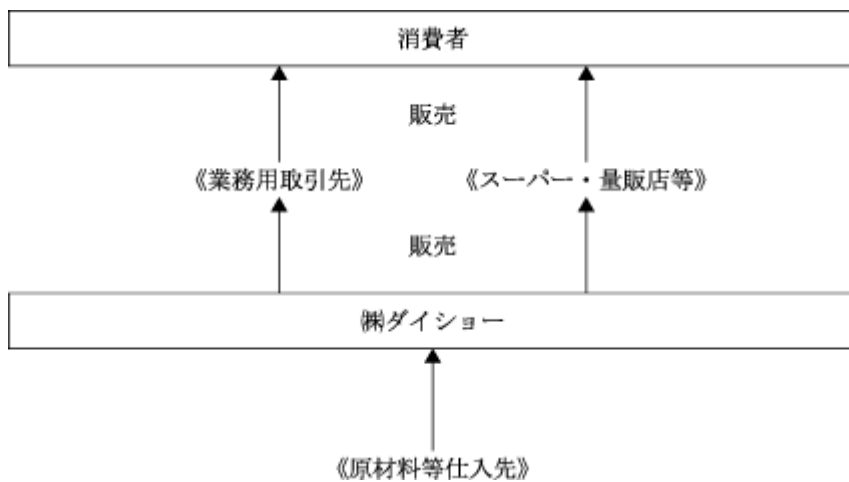 消費者
販売
《業務用取引先》 《スーパー・量販店等》
販売
㈱ダイショー
《原材料等仕入先》